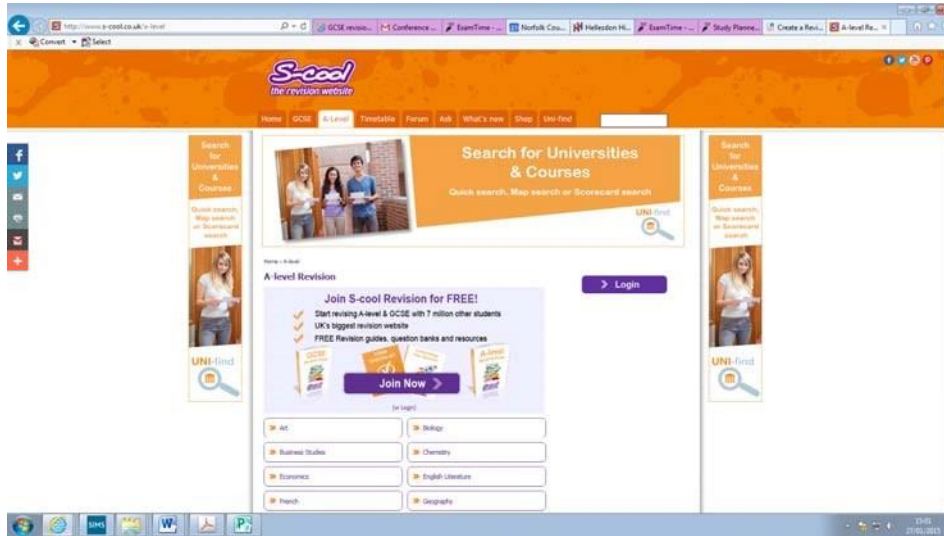 http://www.s-cool.co.uk/a-level
GCSE revisio...
Conference ...
ExamTime - ...
Norfolk Cou...
Hellesdon Hi...
ExamTime - ...
Study Planne...
Create a Revi...
A-level Re...
x Convert Select
S-cool
the revision website
Home GCSE A-Level Timetable Forum Ask What's new Shop Uni-find
Search
for
Universities
&
Courses
Quick search,
Map search
or Scorecard
search
UNI-find
Search for Universities
& Courses
Quick search, Map search or Scorecard search
UNI-find
Search
for
Universities
&
Courses
Quick search,
Map search
or Scorecard
search
UNI-find
Home › A-level
A-level Revision
Login
Join S-cool Revision for FREE!
Start revising A-level & GCSE with 7 million other students
UK's biggest revision website
FREE Revision guides, question banks and resources
GCSE
A-level
Join Now
(or Login)
Art
Biology
Business Studies
Chemistry
Economics
English Literature
French
Geography
SIMS
15:01
27/01/2015